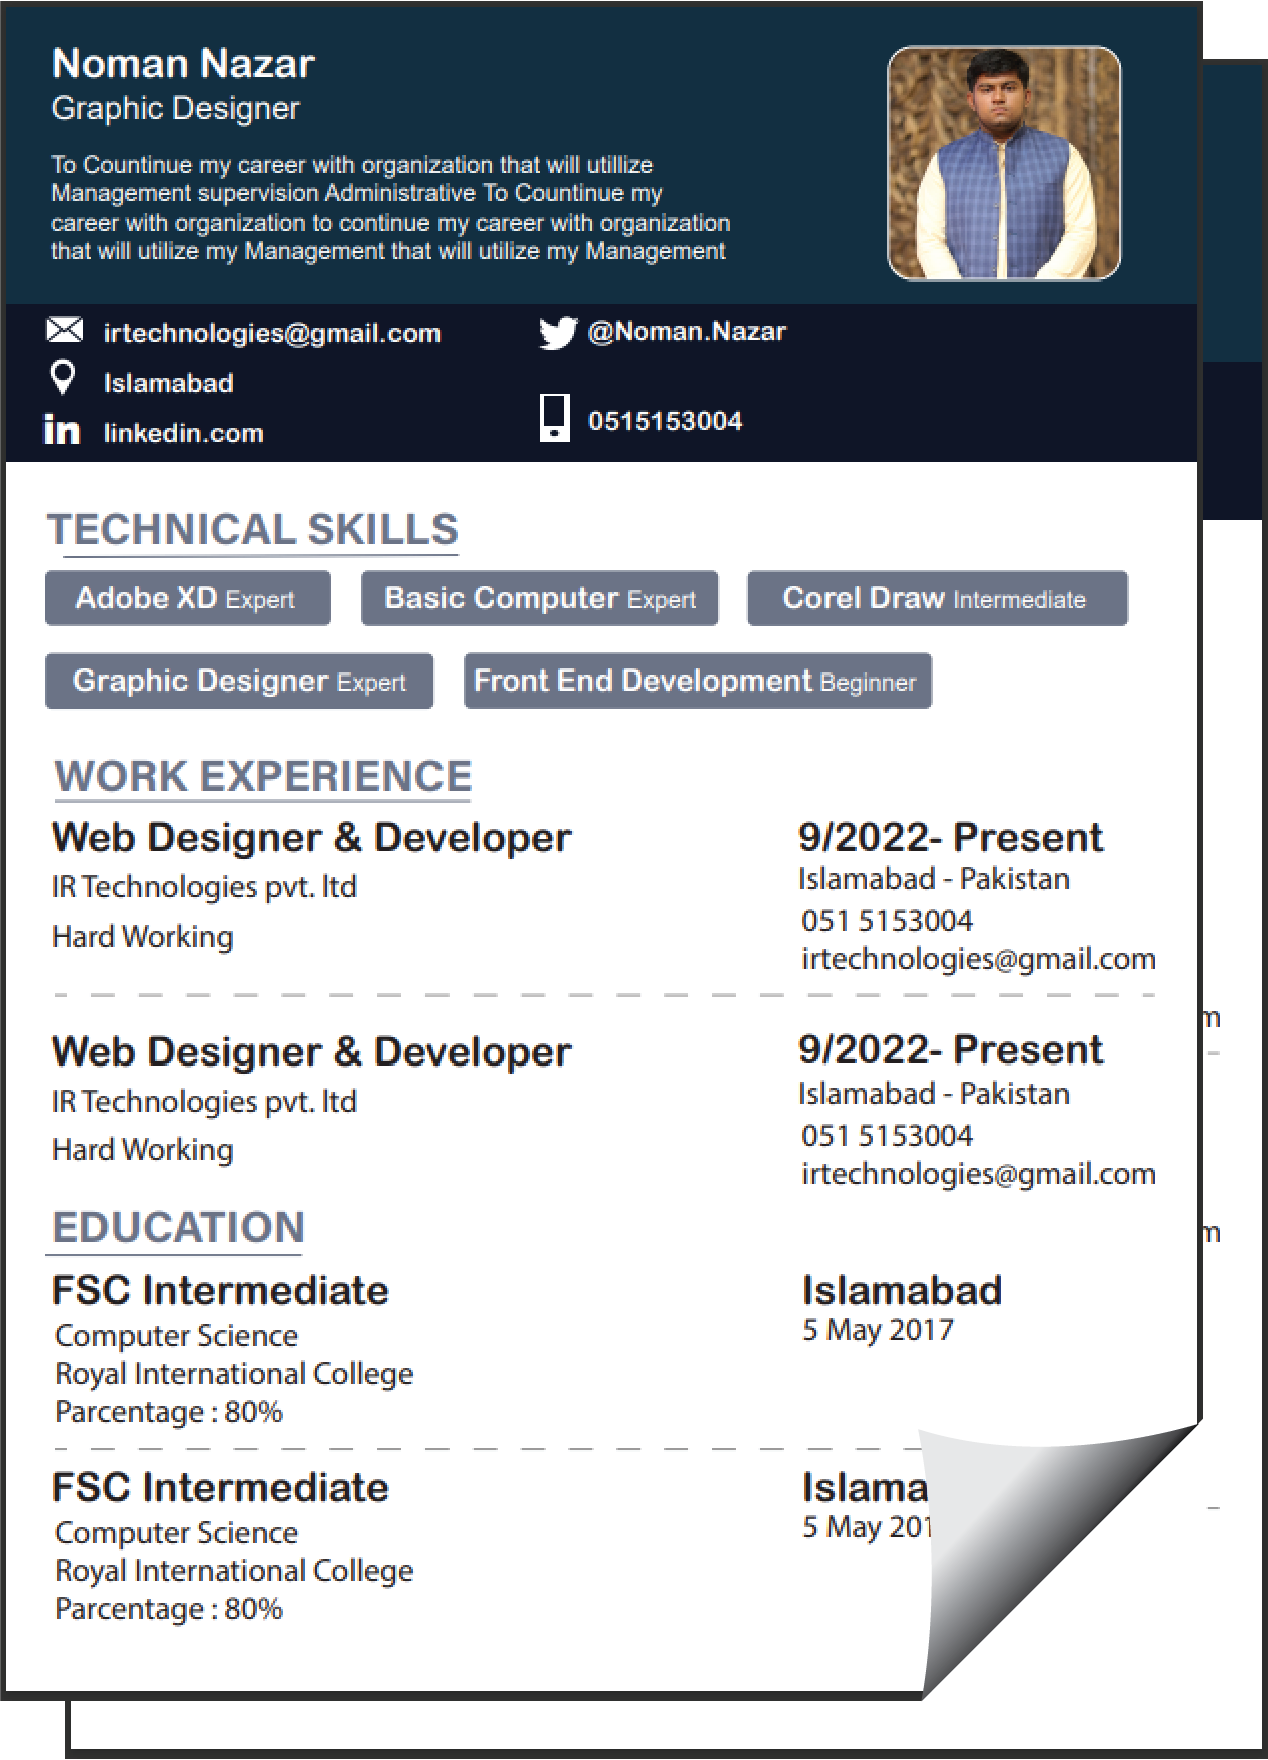 Noman Nazar
Graphic Designer
To Countinue my career with organization that will utillize
Management supervision Administrative To Countinue my
career with organization to continue my career with organization
that will utilize my Management that will utilize my Management
irtechnologies@gmail.com
@Noman.Nazar
Islamabad
in linkedin.com
0515153004
TECHNICAL SKILLS
Adobe XD Expert
Basic Computer Expert
Corel Draw Intermediate
Graphic Designer Expert
Front End Development Beginner
WORK EXPERIENCE
Web Designer & Developer
9/2022- Present
IR Technologies pvt. ltd
Islamabad - Pakistan
Hard Working
051 5153004
irtechnologies@gmail.com
m
Web Designer & Developer
9/2022- Present
IR Technologies pvt. ltd
Islamabad - Pakistan
Hard Working
051 5153004
irtechnologies@gmail.com
m
EDUCATION
FSC Intermediate
Islamabad
Computer Science
5 May 2017
Royal International College
Parcentage : 80%
FSC Intermediate
Islama
Computer Science
5 May 201
Royal International College
Parcentage : 80%